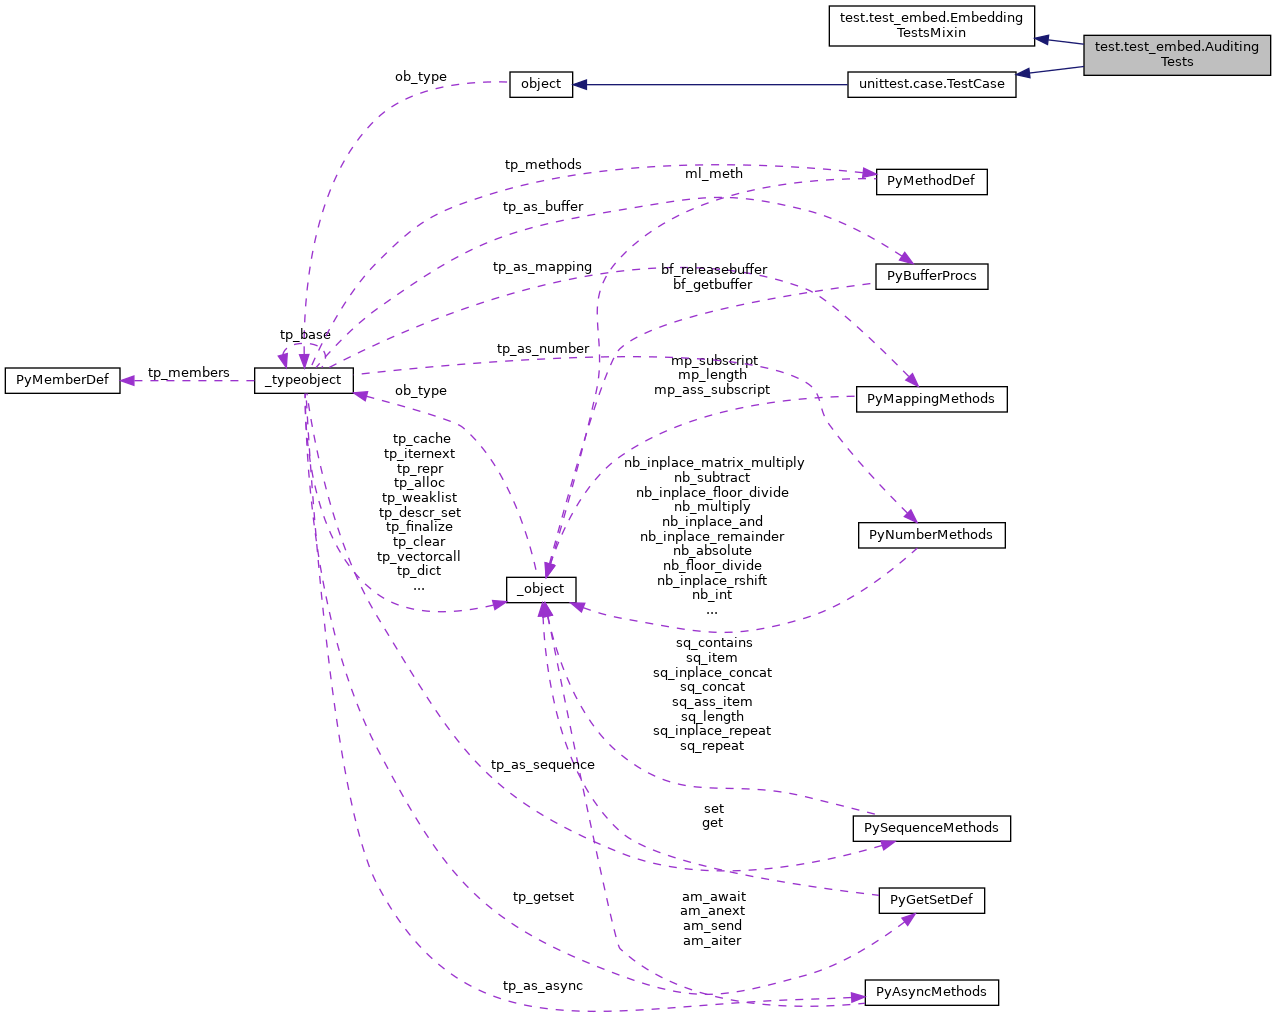 test.test_embed.Embedding
TestsMixin
test.test_embed.Auditing
Tests
ob_type
object
unittest.case.TestCase
tp_methods
ml_meth
PyMethodDef
tp_as_buffer
tp_as_mapping
bf_releasebuffer
bf_getbuffer
PyBufferProcs
tp_base
tp_as_number
PyMemberDef
tp_members
_typeobject
ob_type
mp_subscript
mp_length
mp_ass_subscript
PyMappingMethods
tp_cache
tp_iternext
tp_repr
tp_alloc
tp_weaklist
tp_descr_set
tp_finalize
tp_clear
tp_vectorcall
tp_dict
...
nb_inplace_matrix_multiply
nb_subtract
nb_inplace_floor_divide
nb_multiply
nb_inplace_and
nb_inplace_remainder
nb_absolute
nb_floor_divide
nb_inplace_rshift
nb_int
...
PyNumberMethods
_object
sq_contains
sq_item
sq_inplace_concat
sq_concat
sq_ass_item
sq_length
sq_inplace_repeat
sq_repeat
tp_as_sequence
set
get
PySequenceMethods
tp_getset
am_await
am_anext
am_send
am_aiter
PyGetSetDef
tp_as_async
PyAsyncMethods